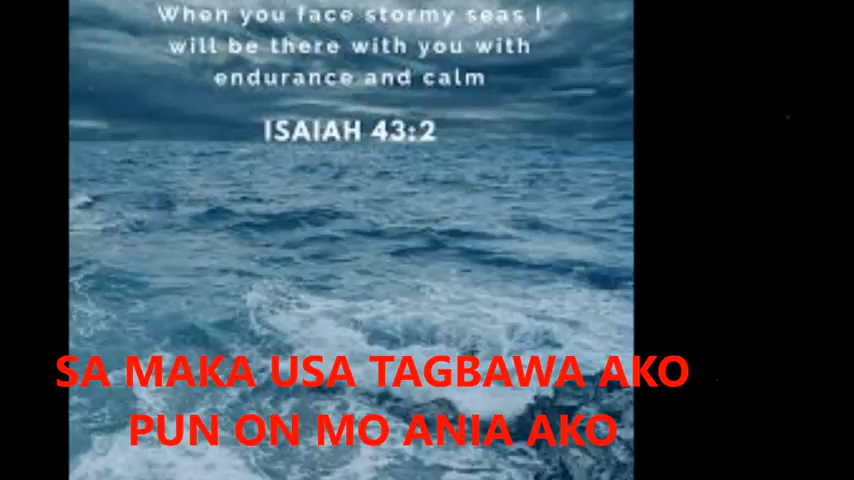 When you face stormy seas I
will be there with you with
endurance and calm
ISAIAH 43:2
SA MAKA USA TAGBAWA AKO
PUN ON MO ANIA AKO